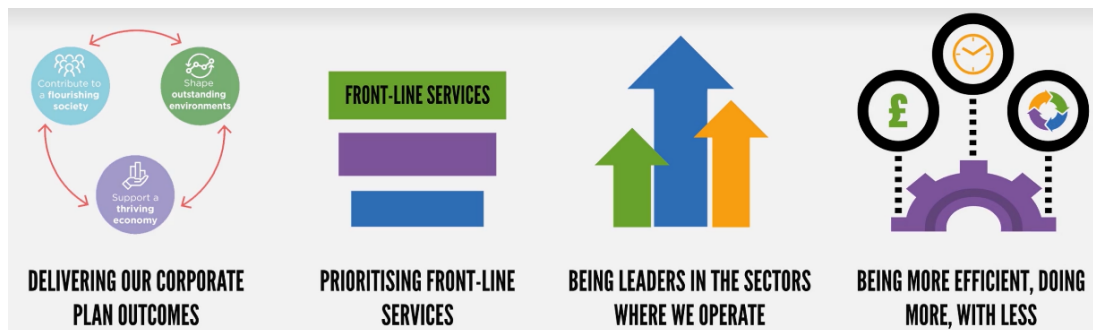 Contribute to
a flourishing
society
Shape
outstanding
environments
Support a
thriving
economy
DELIVERING OUR CORPORATE
PLAN OUTCOMES
FRONT-LINE SERVICES
PRIORITISING FRONT-LINE
SERVICES
BEING LEADERS IN THE SECTORS
WHERE WE OPERATE
£
BEING MORE EFFICIENT, DOING
MORE, WITH LESS